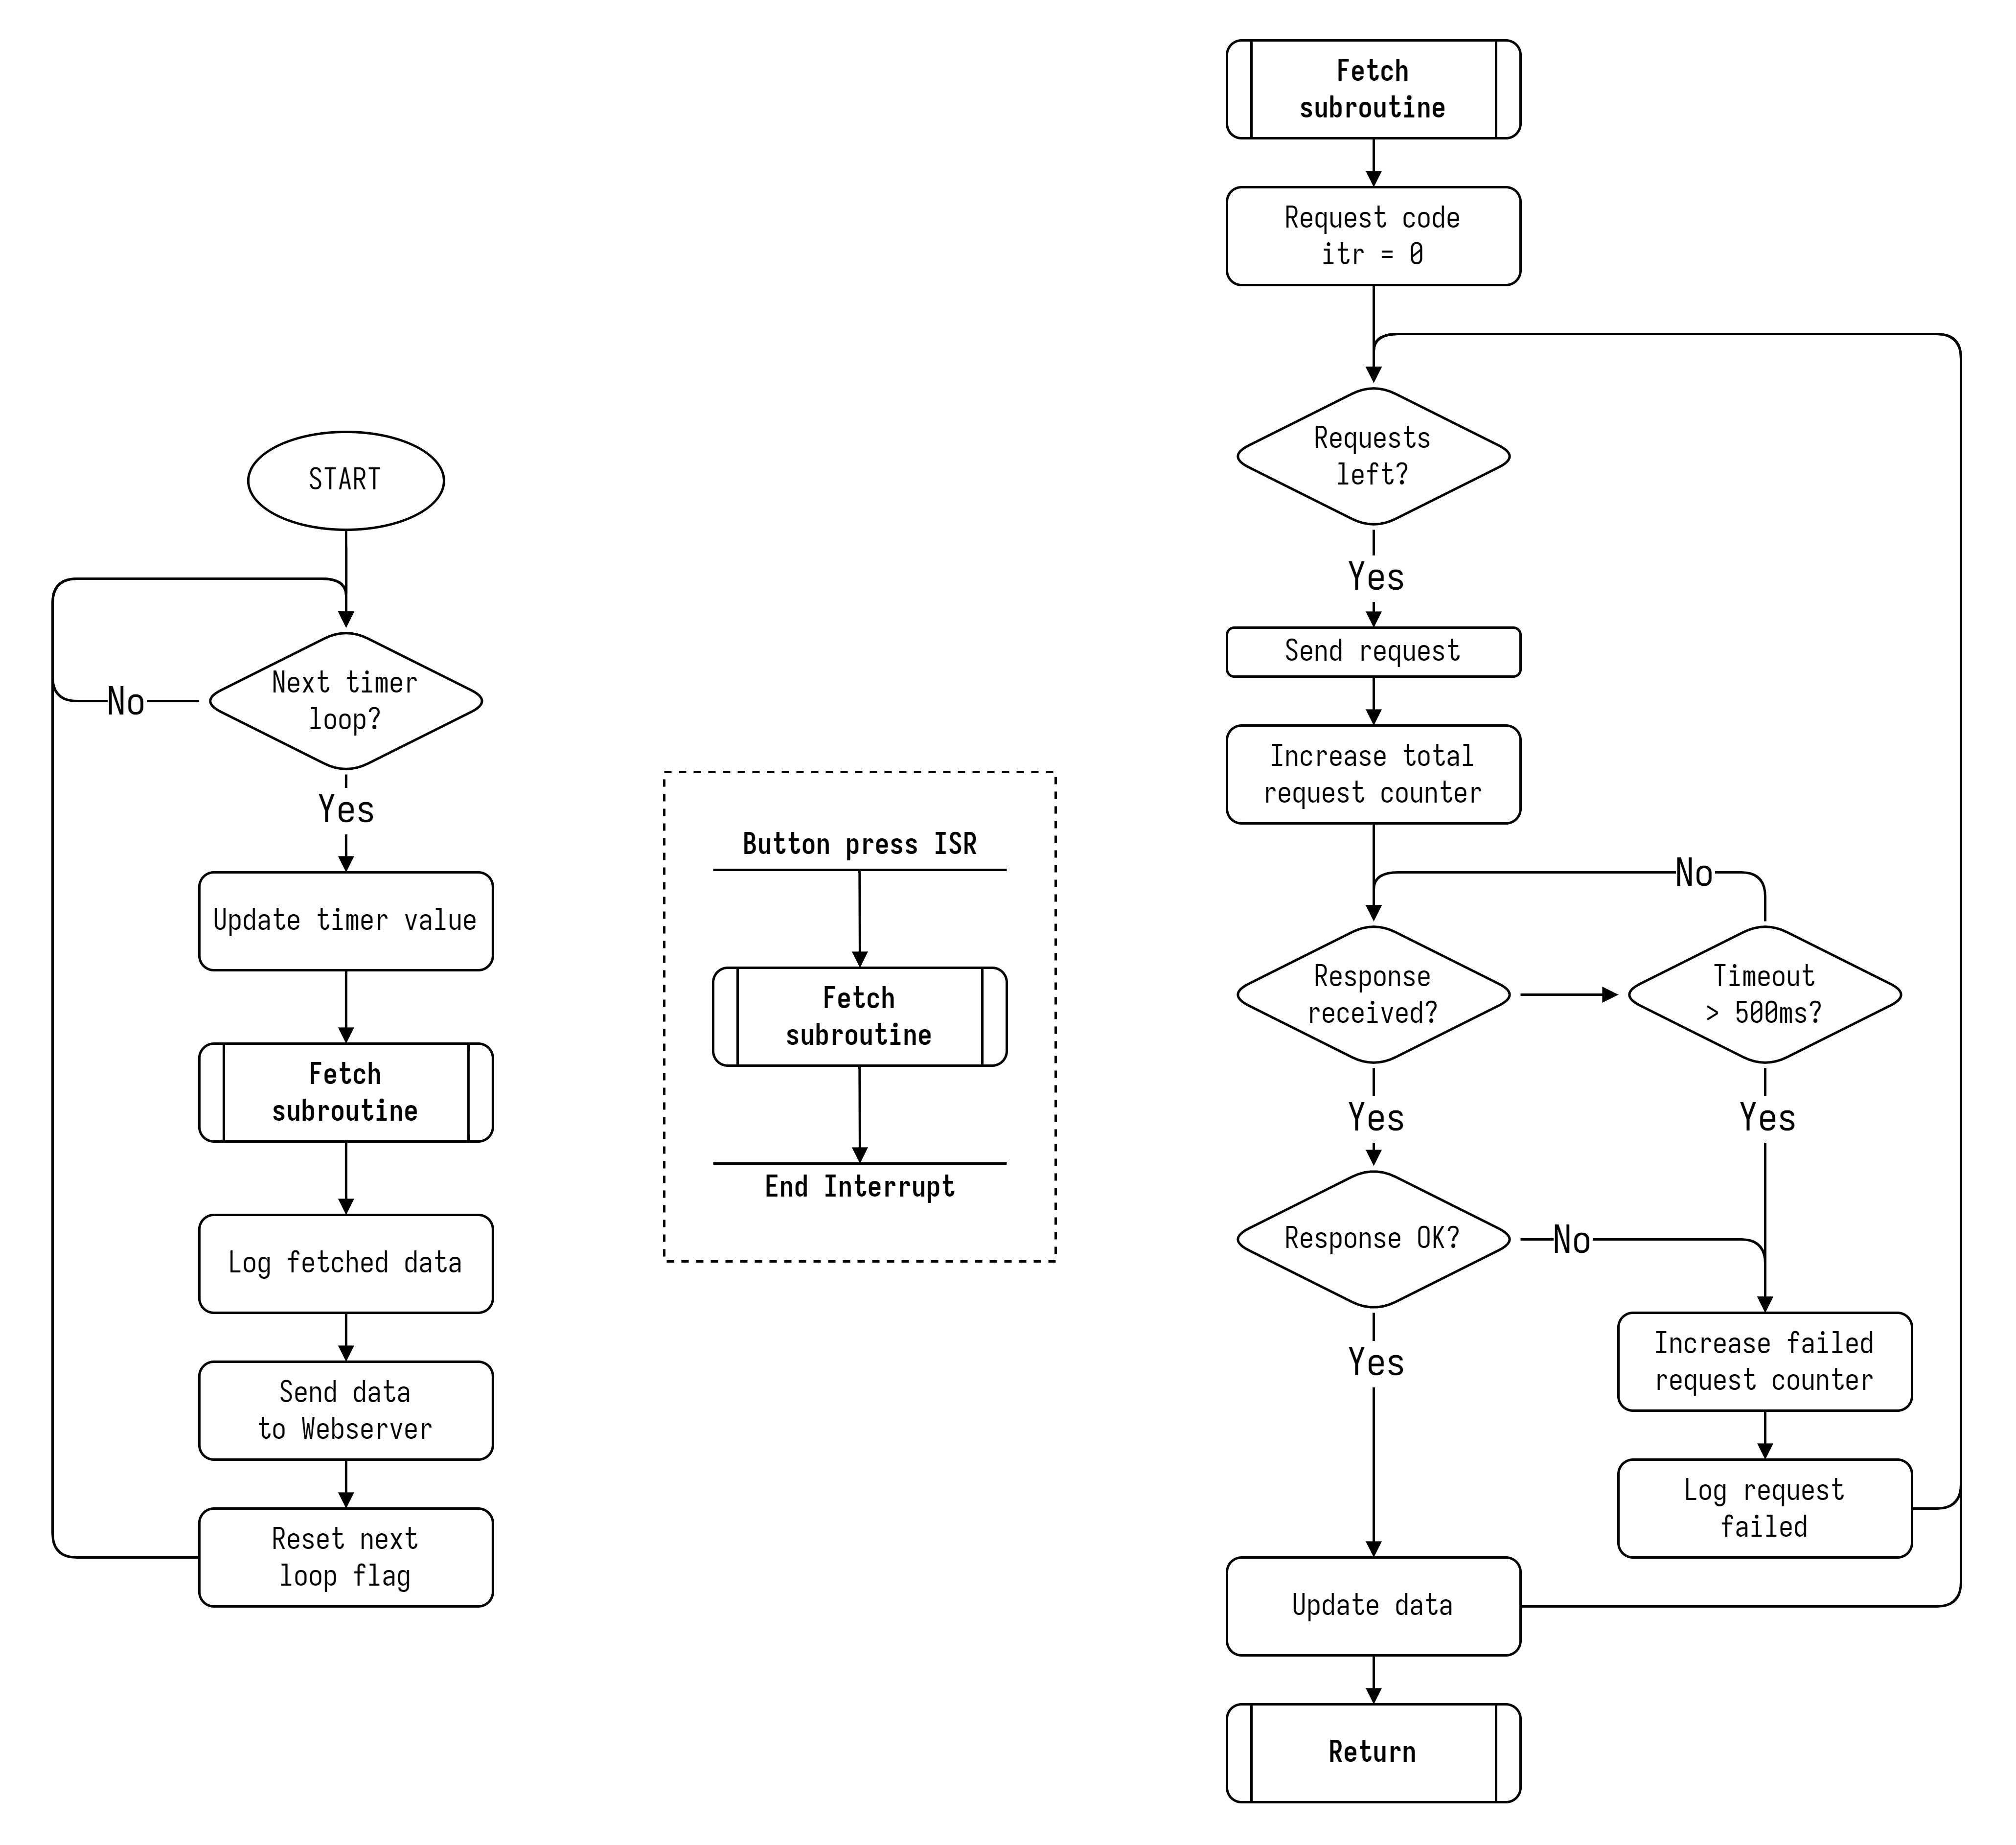 START
Next timer
loop?
No
Yes
Update timer value
Fetch
subroutine
Log fetched data
Send data
to Webserver
Reset next
loop flag
Button press ISR
Fetch
subroutine
End Interrupt
Fetch
subroutine
Request code
itr = 0
Requests
left?
Yes
Send request
Increase total
request counter
No
Response
received?
Timeout
> 500ms?
Yes
Yes
Response OK?
No
Yes
Increase failed
request counter
Log request
failed
Update data
Return